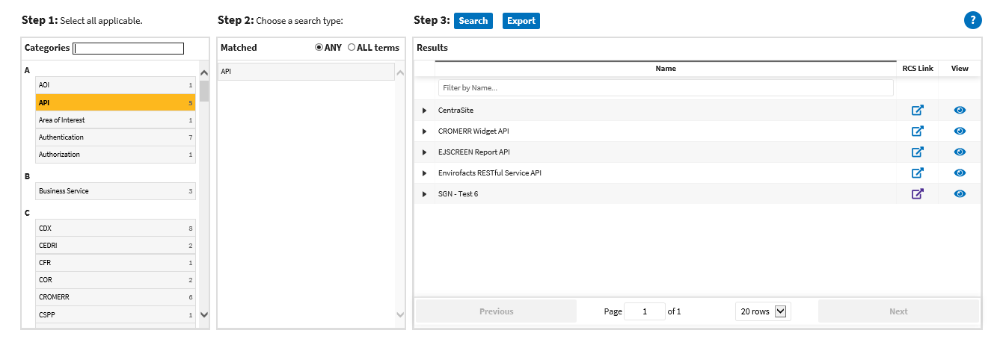 Step 1: Select all applicable.
Step 2: Choose a search type:
Step 3: Search Export ?
Categories
A
AOI 1
API 5
Area of Interest 1
Authentication 7
Authorization 1
B
Business Service 3
C
CDX 8
CEDRI 2
CFR 1
COR 2
CROMERR 6
CSPP 1
Matched ANY ALL terms
API
Results
Name RCS Link View
Filter by Name...
CentraSite
CROMERR Widget API
EJSCREEN Report API
Envirofacts RESTful Service API
SGN - Test 6
Previous Page 1 of 1 20 rows Next